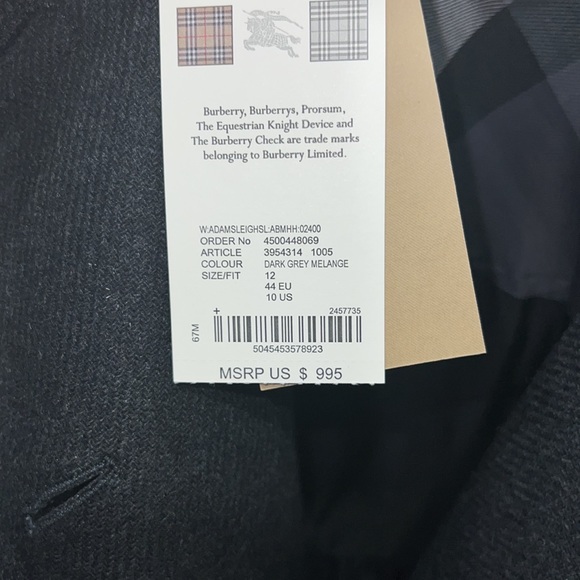 Burberry, Burberrys, Prorsum,
The Equestrian Knight Device and
The Burberry Check are trade marks
belonging to Burberry Limited.
W:ADAMSLEIGHSL:ABMHH:02400
ORDER No 4500448069
ARTICLE 3954314 1005
COLOUR DARK GREY MELANGE
SIZE/FIT 12
44 EU
10 US
+ 2457735
67M
5045453578923
MSRP US $ 995